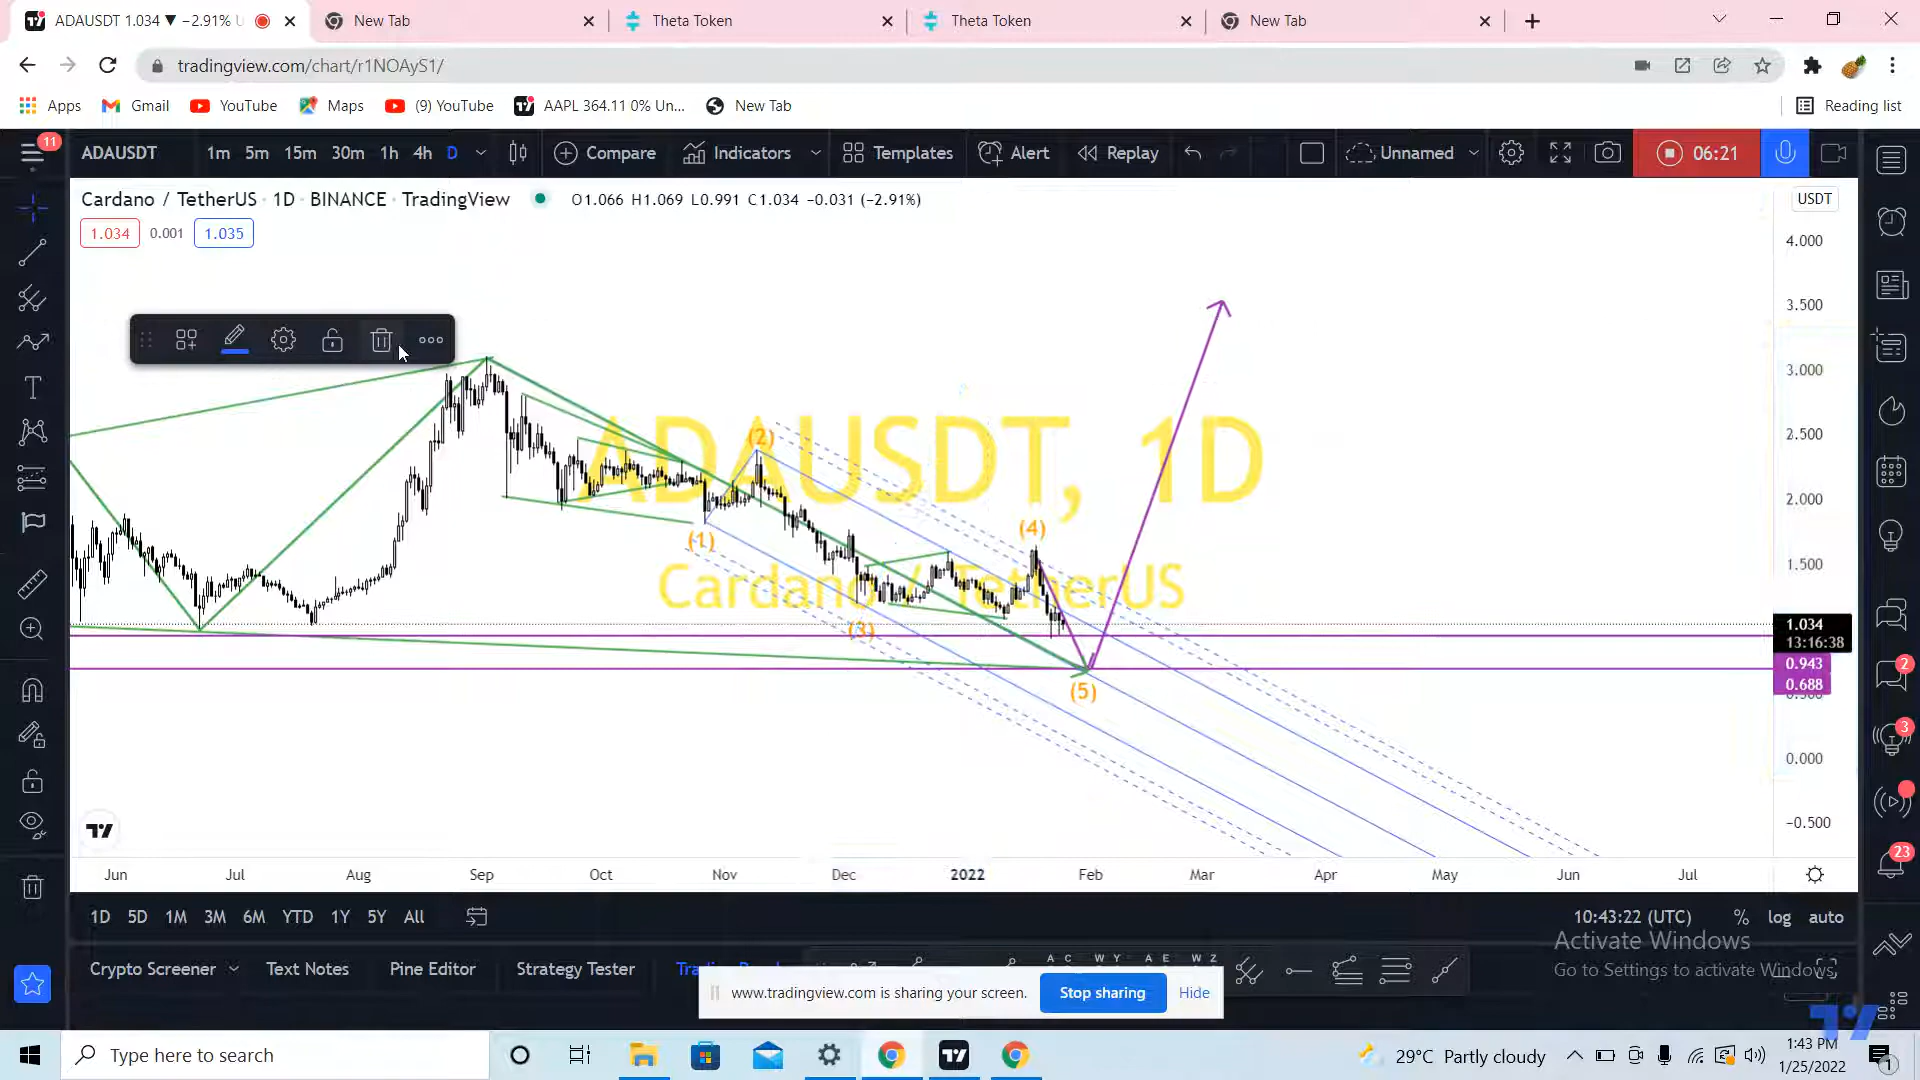 ADAUSDT 1.034 ▼ −2.91% U
New Tab
Theta Token
Theta Token
New Tab
tradingview.com/chart/r1NOAyS1/
Apps
Gmail
YouTube
Maps
(9) YouTube
AAPL 364.11 0% Un...
New Tab
Reading list
11
ADAUSDT
1m 5m 15m 30m 1h 4h D
Compare
Indicators
Templates
Alert
Replay
Unnamed
06:21
Cardano / TetherUS · 1D · BINANCE · TradingView
O1.066 H1.069 L0.991 C1.034 −0.031 (−2.91%)
USDT
1.034 0.001 1.035
4.000
3.500
3.000
2.500
2.000
1.500
1.034
13:16:38
0.943
0.688
0.000
−0.500
ADAUSDT, 1D
Cardano / TetherUS
(1)
(2)
(3)
(4)
(5)
2
3
23
Jun Jul Aug Sep Oct Nov Dec 2022 Feb Mar Apr May Jun Jul
1D 5D 1M 3M 6M YTD 1Y 5Y All
10:43:22 (UTC) % log auto
Activate Windows
Go to Settings to activate Windows.
Crypto Screener
Text Notes
Pine Editor
Strategy Tester
A C W Y A E W Z
www.tradingview.com is sharing your screen.
Stop sharing
Hide
Type here to search
29°C Partly cloudy
1:43 PM
1/25/2022
1